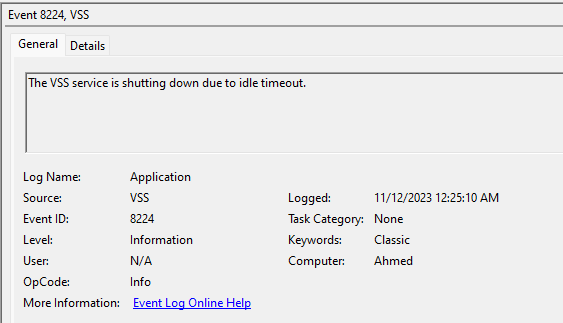 Event 8224, VSS
General Details
The VSS service is shutting down due to idle timeout.
Log Name: Application
Source: VSS Logged: 11/12/2023 12:25:10 AM
Event ID: 8224 Task Category: None
Level: Information Keywords: Classic
User: N/A Computer: Ahmed
OpCode: Info
More Information: Event Log Online Help